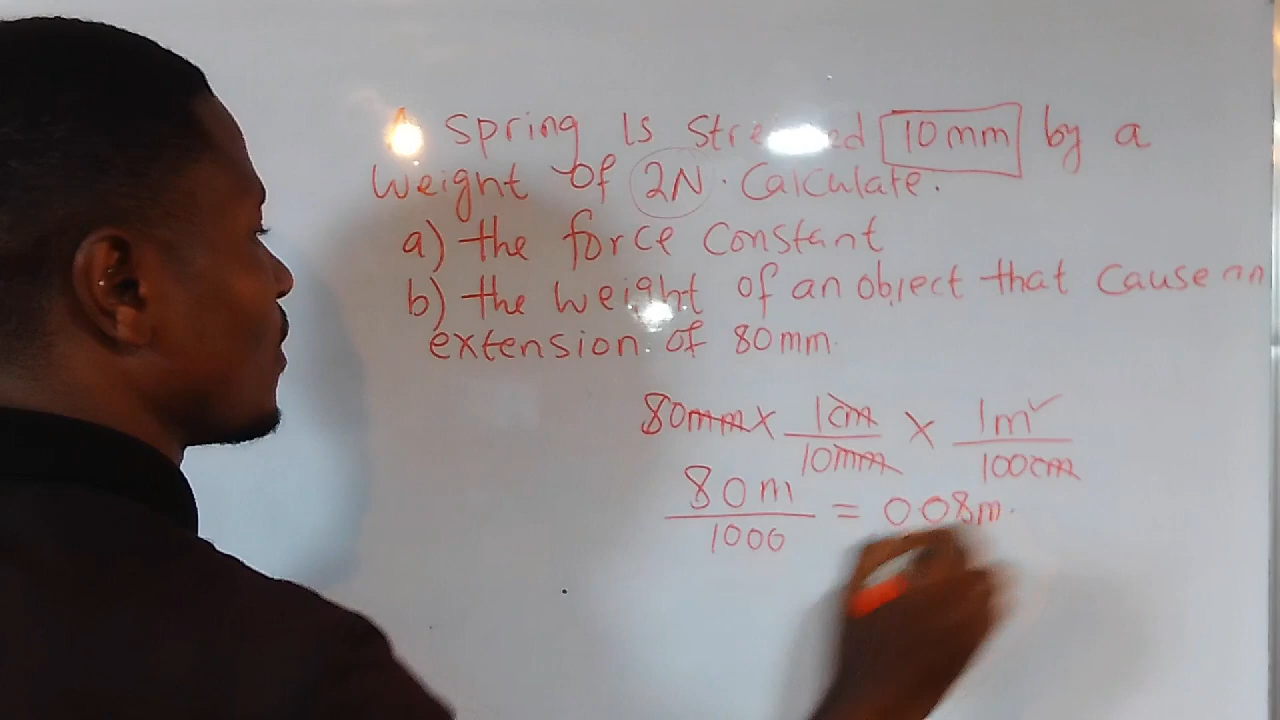 A spring Is Stre ed 10mm by a
weight of 2N. Calculate.
a) the force Constant
b) the weight of an object that Cause an
extension of 80mm.
80mm x 1cm/10mm x 1m/100cm
80m/1000 = 0.08m.